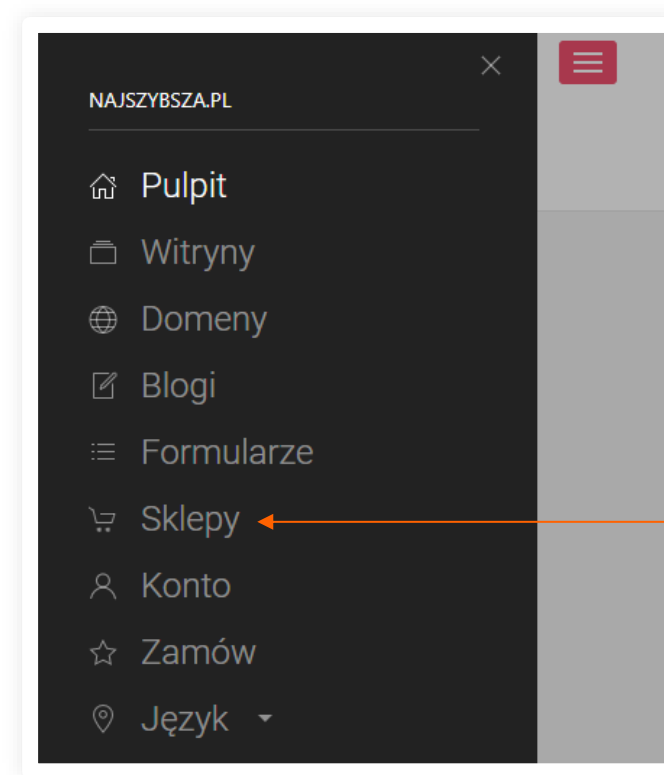 NAJSZYBSZA.PL
Pulpit
Witryny
Domeny
Blogi
Formularze
Sklepy
Konto
Zamów
Język